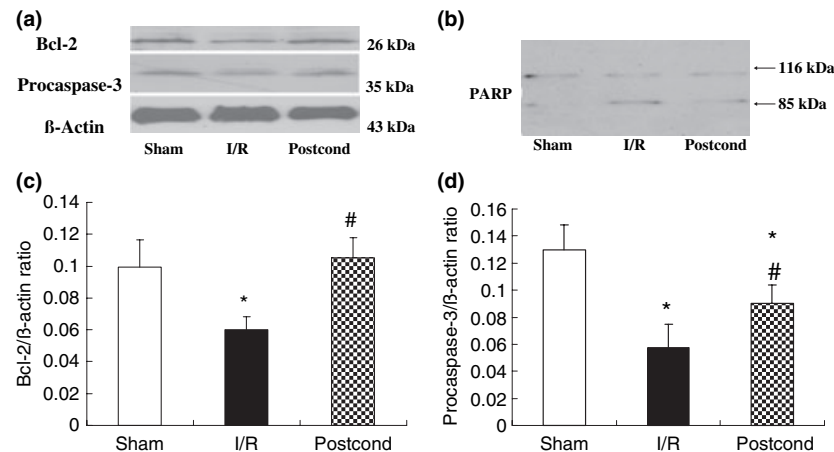 (a)
Bcl-2
26 kDa
Procaspase-3
35 kDa
ß-Actin
43 kDa
Sham I/R Postcond
(b)
116 kDa
PARP
85 kDa
Sham I/R Postcond
(c)
Bcl-2/ß-actin ratio
0.14
0.12
0.1
0.08
0.06
0.04
0.02
0
*
#
Sham I/R Postcond
(d)
Procaspase-3/ß-actin ratio
0.16
0.14
0.12
0.1
0.08
0.06
0.04
0.02
0
*
*
#
Sham I/R Postcond